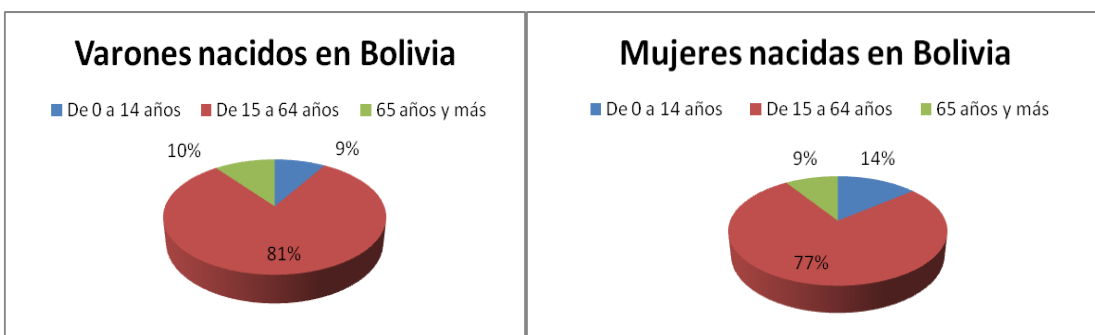 Varones nacidos en Bolivia
De 0 a 14 años De 15 a 64 años 65 años y más
10% 9%
81%
Mujeres nacidas en Bolivia
De 0 a 14 años De 15 a 64 años 65 años y más
9% 14%
77%